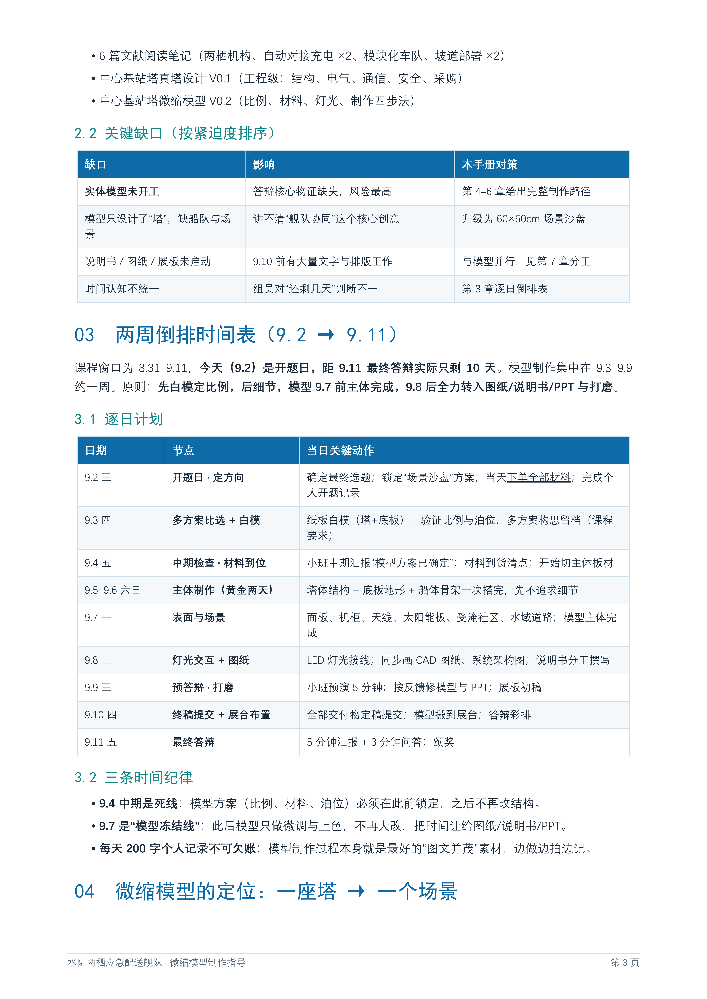 • 6 篇文献阅读笔记（两栖机构、自动对接充电 ×2、模块化车队、坡道部署 ×2）
• 中心基站塔真塔设计 V0.1（工程级：结构、电气、通信、安全、采购）
• 中心基站塔微缩模型 V0.2（比例、材料、灯光、制作四步法）
2.2 关键缺口（按紧迫度排序）
缺口 影响 本手册对策
实体模型未开工 答辩核心物证缺失，风险最高 第 4–6 章给出完整制作路径
模型只设计了“塔”，缺船队与场 讲不清“舰队协同”这个核心创意 升级为 60×60cm 场景沙盘
景
说明书 / 图纸 / 展板未启动 9.10 前有大量文字与排版工作 与模型并行，见第 7 章分工
时间认知不统一 组员对“还剩几天”判断不一 第 3 章逐日倒排表
03 两周倒排时间表（9.2 → 9.11）
课程窗口为 8.31–9.11，今天（9.2）是开题日，距 9.11 最终答辩实际只剩 10 天。模型制作集中在 9.3–9.9
约一周。原则：先白模定比例，后细节，模型 9.7 前主体完成，9.8 后全力转入图纸/说明书/PPT 与打磨。
3.1 逐日计划
日期 节点 当日关键动作
9.2 三 开题日 · 定方向 确定最终选题；锁定“场景沙盘”方案；当天下单全部材料；完成个
人开题记录
9.3 四 多方案比选 + 白模 纸板白模（塔+底板），验证比例与泊位；多方案构思留档（课程
要求）
9.4 五 中期检查 · 材料到位 小班中期汇报“模型方案已确定”；材料到货清点；开始切主体板材
9.5–9.6 六日 主体制作（黄金两天） 塔体结构 + 底板地形 + 船体骨架一次搭完，先不追求细节
9.7 一 表面与场景 面板、机柜、天线、太阳能板、受淹社区、水域道路；模型主体完
成
9.8 二 灯光交互 + 图纸 LED 灯光接线；同步画 CAD 图纸、系统架构图；说明书分工撰写
9.9 三 预答辩 · 打磨 小班预演 5 分钟；按反馈修模型与 PPT；展板初稿
9.10 四 终稿提交 + 展台布置 全部交付物定稿提交；模型搬到展台；答辩彩排
9.11 五 最终答辩 5 分钟汇报 + 3 分钟问答；颁奖
3.2 三条时间纪律
• 9.4 中期是死线：模型方案（比例、材料、泊位）必须在此前锁定，之后不再改结构。
• 9.7 是“模型冻结线”：此后模型只做微调与上色，不再大改，把时间让给图纸/说明书/PPT。
• 每天 200 字个人记录不可欠账：模型制作过程本身就是最好的“图文并茂”素材，边做边拍边记。
04 微缩模型的定位：一座塔 → 一个场景
水陆两栖应急配送舰队 · 微缩模型制作指导 第 3 页